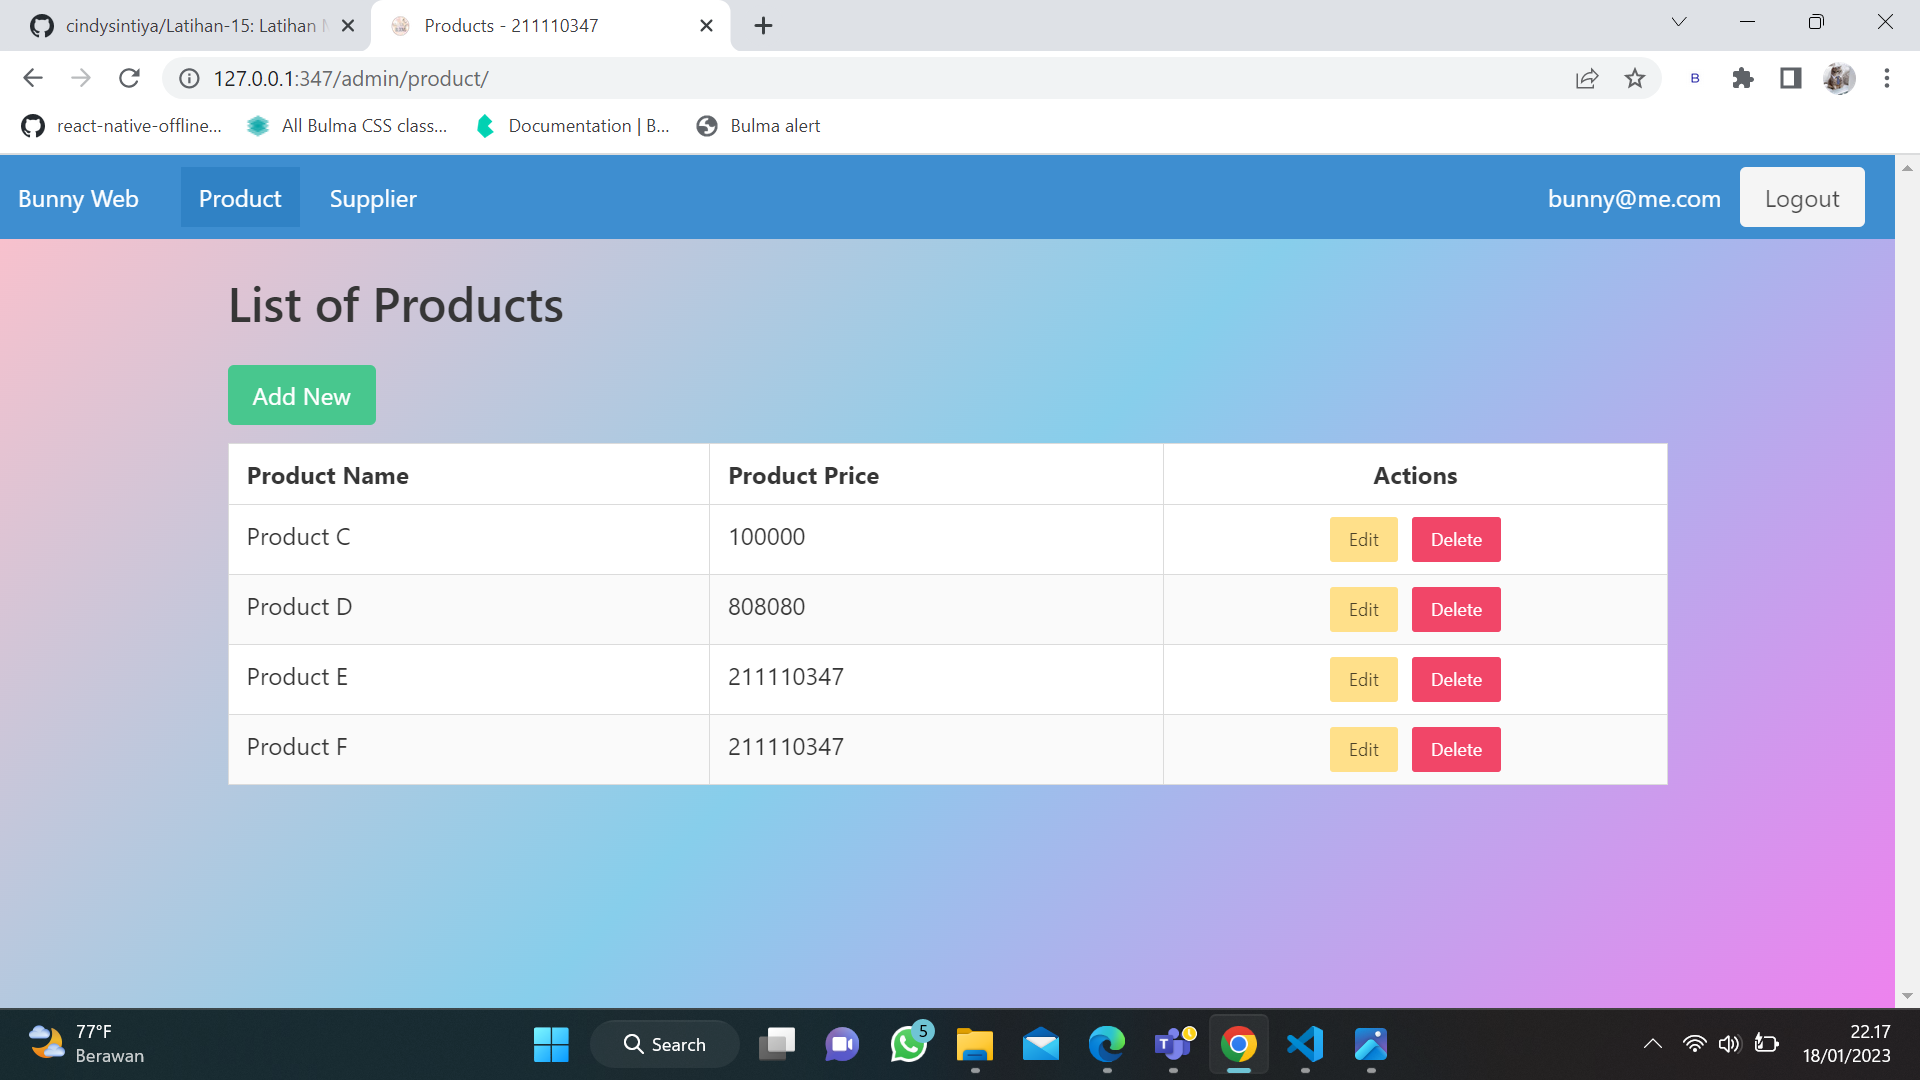 cindysintiya/Latihan-15: Latihan
Products - 211110347
127.0.0.1:347/admin/product/
B
react-native-offline...
All Bulma CSS class...
Documentation | B...
Bulma alert
Bunny Web
Product
Supplier
bunny@me.com
Logout
List of Products
Add New
Product Name
Product Price
Actions
Product C
100000
Edit
Delete
Product D
808080
Edit
Delete
Product E
211110347
Edit
Delete
Product F
211110347
Edit
Delete
77°F
Berawan
Search
5
22.17
18/01/2023